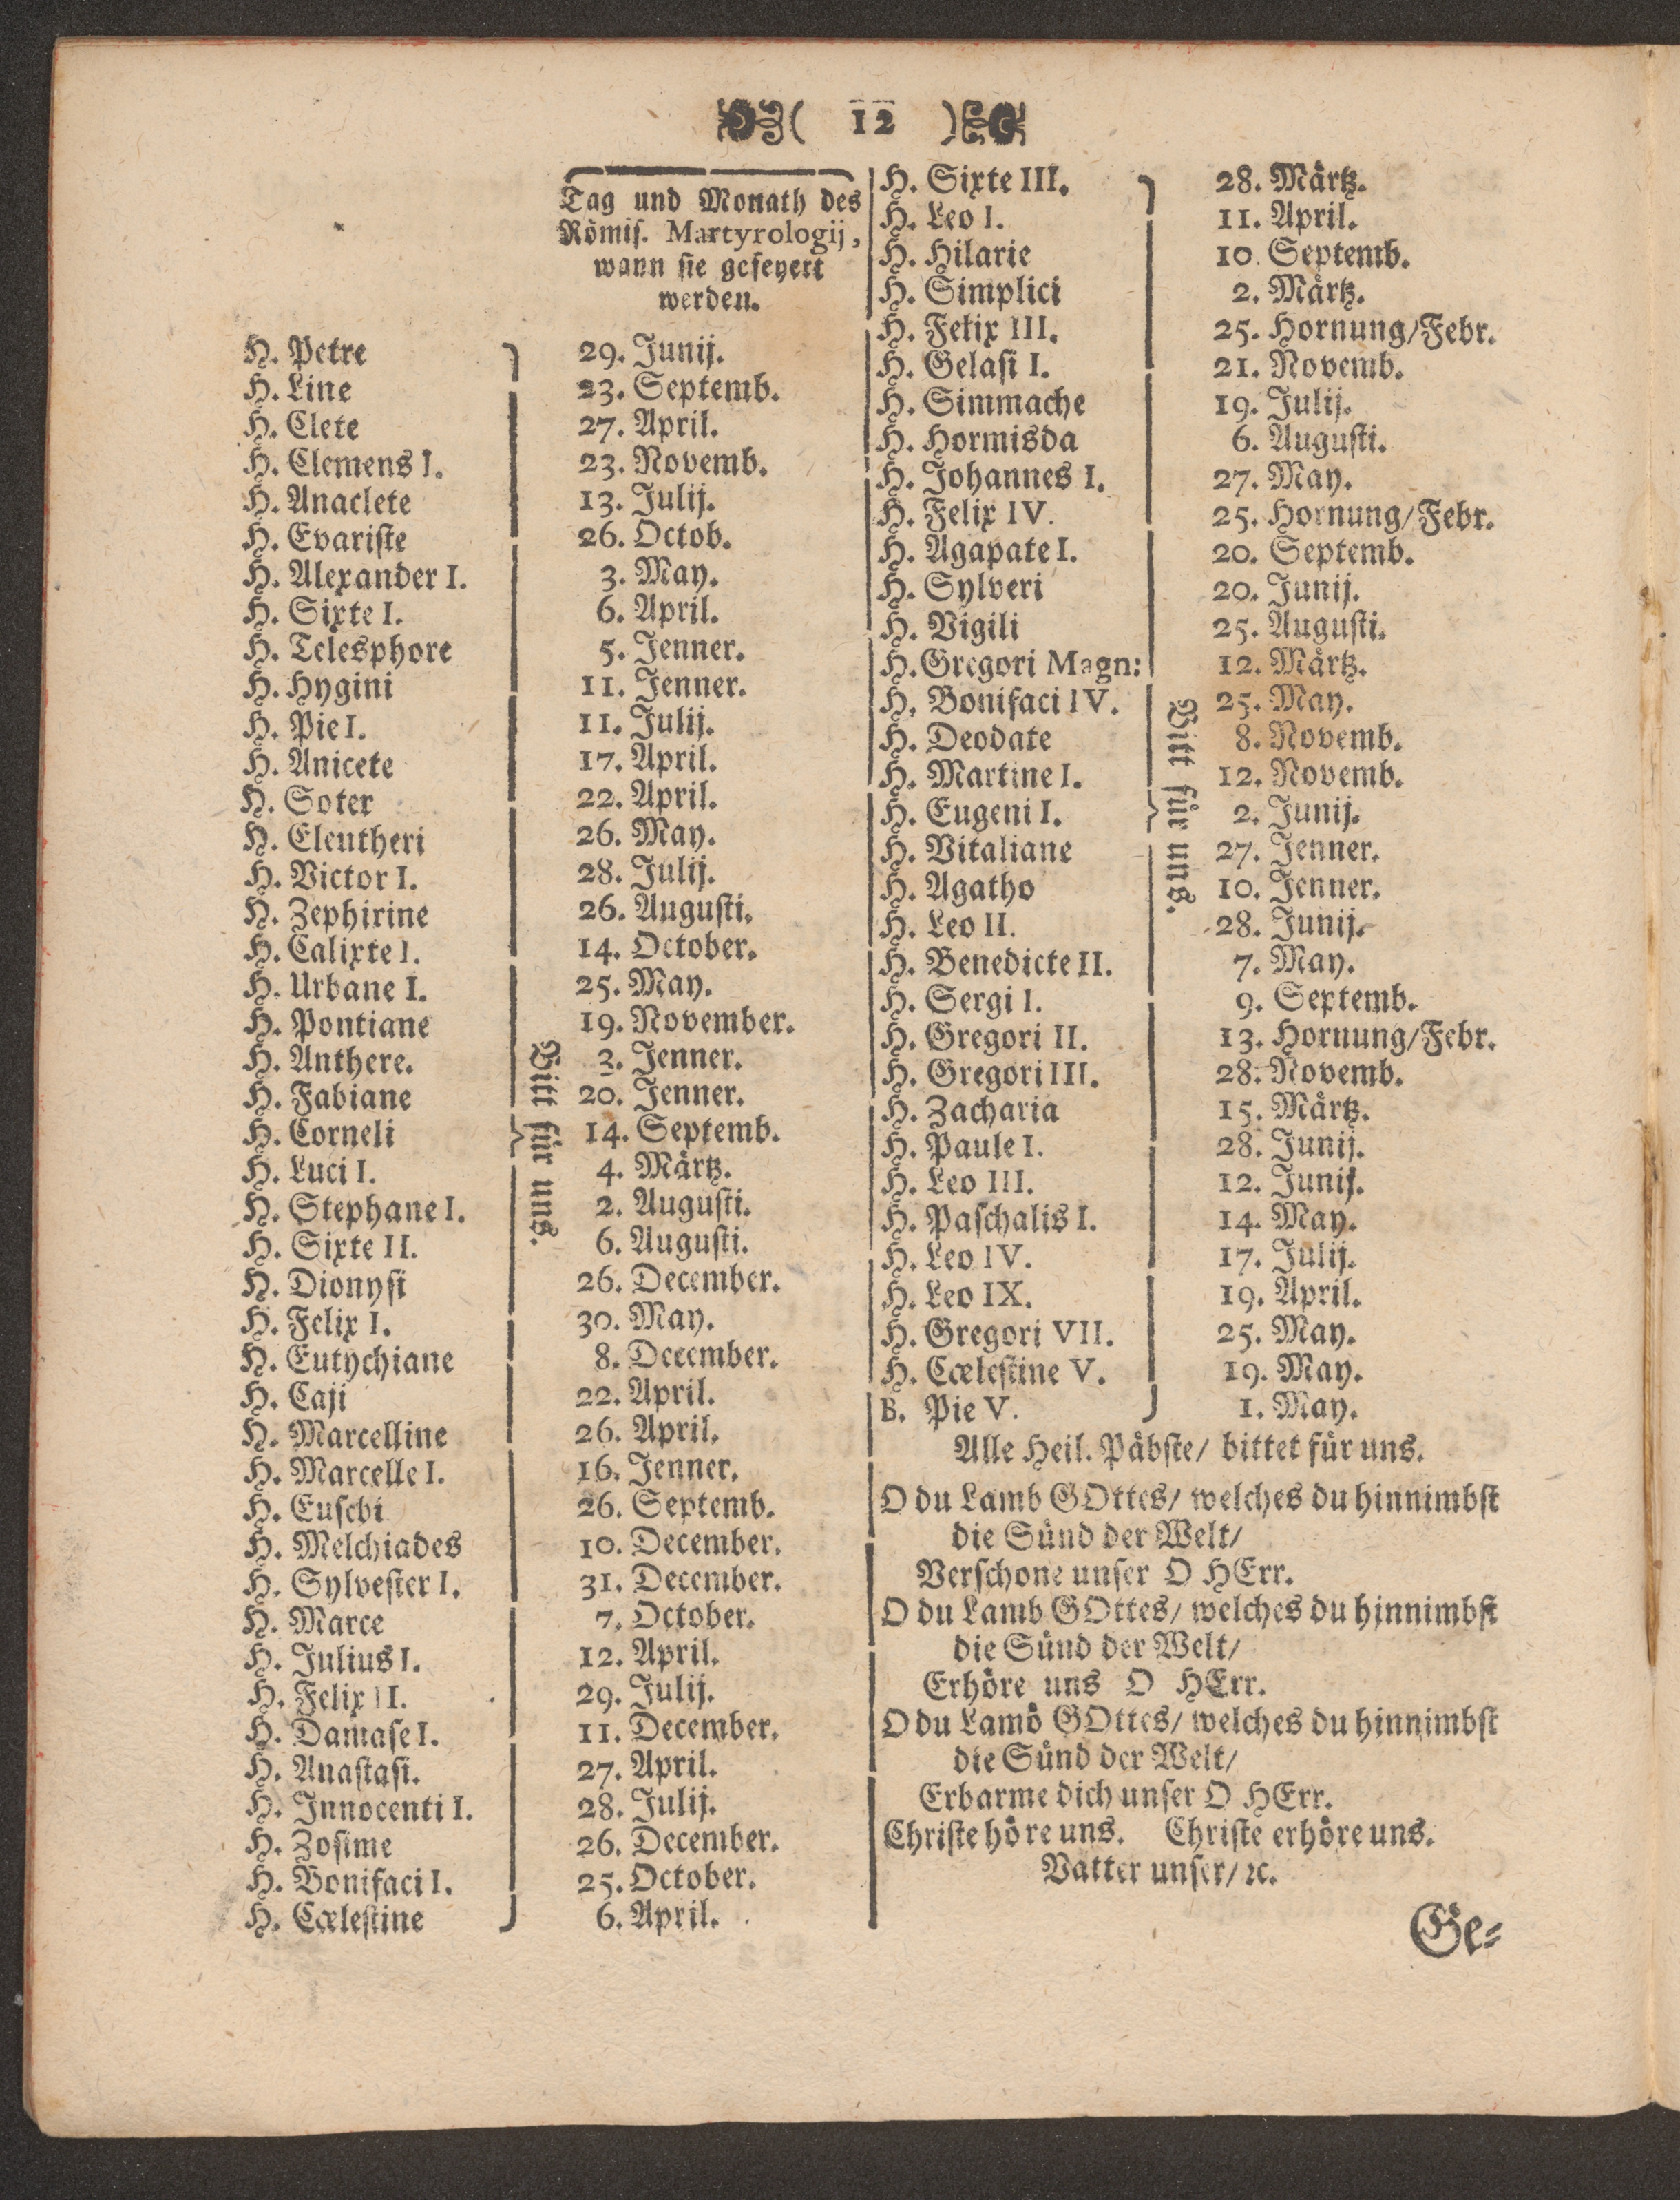 ( 12 )
Tag und Monath des
Römiſ. Martyrologij,
wann ſie gefeyert
werden.
H. Petre 29. Junij.
H. Line 23. Septemb.
H. Clete 27. April.
H. Clemens I. 23. Novemb.
H. Anaclete 13. Julij.
H. Evariſte 26. Octob.
H. Alexander I. 3. May.
H. Sixte I. 6. April.
H. Telesphore 5. Jenner.
H. Hygini 11. Jenner.
H. Pie I. 11. Julij.
H. Anicete 17. April.
H. Soter 22. April.
H. Eleutheri 26. May.
H. Victor I. 28. Julij.
H. Zephirine 26. Auguſti.
H. Calixte I. 14. October.
H. Urbane I. 25. May.
H. Pontiane 19. November.
H. Anthere. 3. Jenner.
H. Fabiane 20. Jenner.
H. Corneli 14. Septemb.
H. Luci I. 4. Märtz.
H. Stephane I. 2. Auguſti.
H. Sixte II. 6. Auguſti.
H. Dionyſi 26. December.
H. Felix I. 30. May.
H. Eutychiane 8. December.
H. Caji 22. April.
H. Marcelline 26. April.
H. Marcelle I. 16. Jenner.
H. Euſebi 26. Septemb.
H. Melchiades 10. December.
H. Sylveſter I. 31. December.
H. Marce 7. October.
H. Julius I. 12. April.
H. Felix II. 29. Julij.
H. Damaſe I. 11. December.
H. Anaſtaſi. 27. April.
H. Innocenti I. 28. Julij.
H. Zoſime 26. December.
H. Bonifaci I. 25. October.
H. Cœleſtine 6. April.
Bitt für uns.
H. Sixte III. 28. Märtz.
H. Leo I. 11. April.
H. Hilarie 10. Septemb.
H. Simplici 2. Märtz.
H. Felix III. 25. Hornung/Febr.
H. Gelaſi I. 21. Novemb.
H. Simmache 19. Julij.
H. Hormisda 6. Auguſti.
H. Johannes I. 27. May.
H. Felix IV. 25. Hornung/Febr.
H. Agapate I. 20. Septemb.
H. Sylveri 20. Junij.
H. Vigili 25. Auguſti.
H. Gregori Magn: 12. Märtz.
H. Bonifaci IV. 25. May.
H. Deodate 8. Novemb.
H. Martine I. 12. Novemb.
H. Eugeni I. 2. Junij.
H. Vitaliane 27. Jenner.
H. Agatho 10. Jenner.
H. Leo II. 28. Junij.
H. Benedicte II. 7. May.
H. Sergi I. 9. Septemb.
H. Gregori II. 13. Hornung/Febr.
H. Gregori III. 28. Novemb.
H. Zacharia 15. Märtz.
H. Paule I. 28. Junij.
H. Leo III. 12. Junij.
H. Paſchalis I. 14. May.
H. Leo IV. 17. Julij.
H. Leo IX. 19. April.
H. Gregori VII. 25. May.
H. Cœleſtine V. 19. May.
B. Pie V. 1. May.
Bitt für uns.
Alle Heil. Päbſte/ bittet für uns.
O du Lamb GOttes/ welches du hinnimbſt
die Sünd der Welt/
Verſchone unſer O HErr.
O du Lamb GOttes/ welches du hinnimbſt
die Sünd der Welt/
Erhöre uns O HErr.
O du Lamö GOttes/ welches du hinnimbſt
die Sünd der Welt/
Erbarme dich unſer O HErr.
Chriſte höre uns. Chriſte erhöre uns.
Vatter unſer/ ꝛc.
Ge⸗